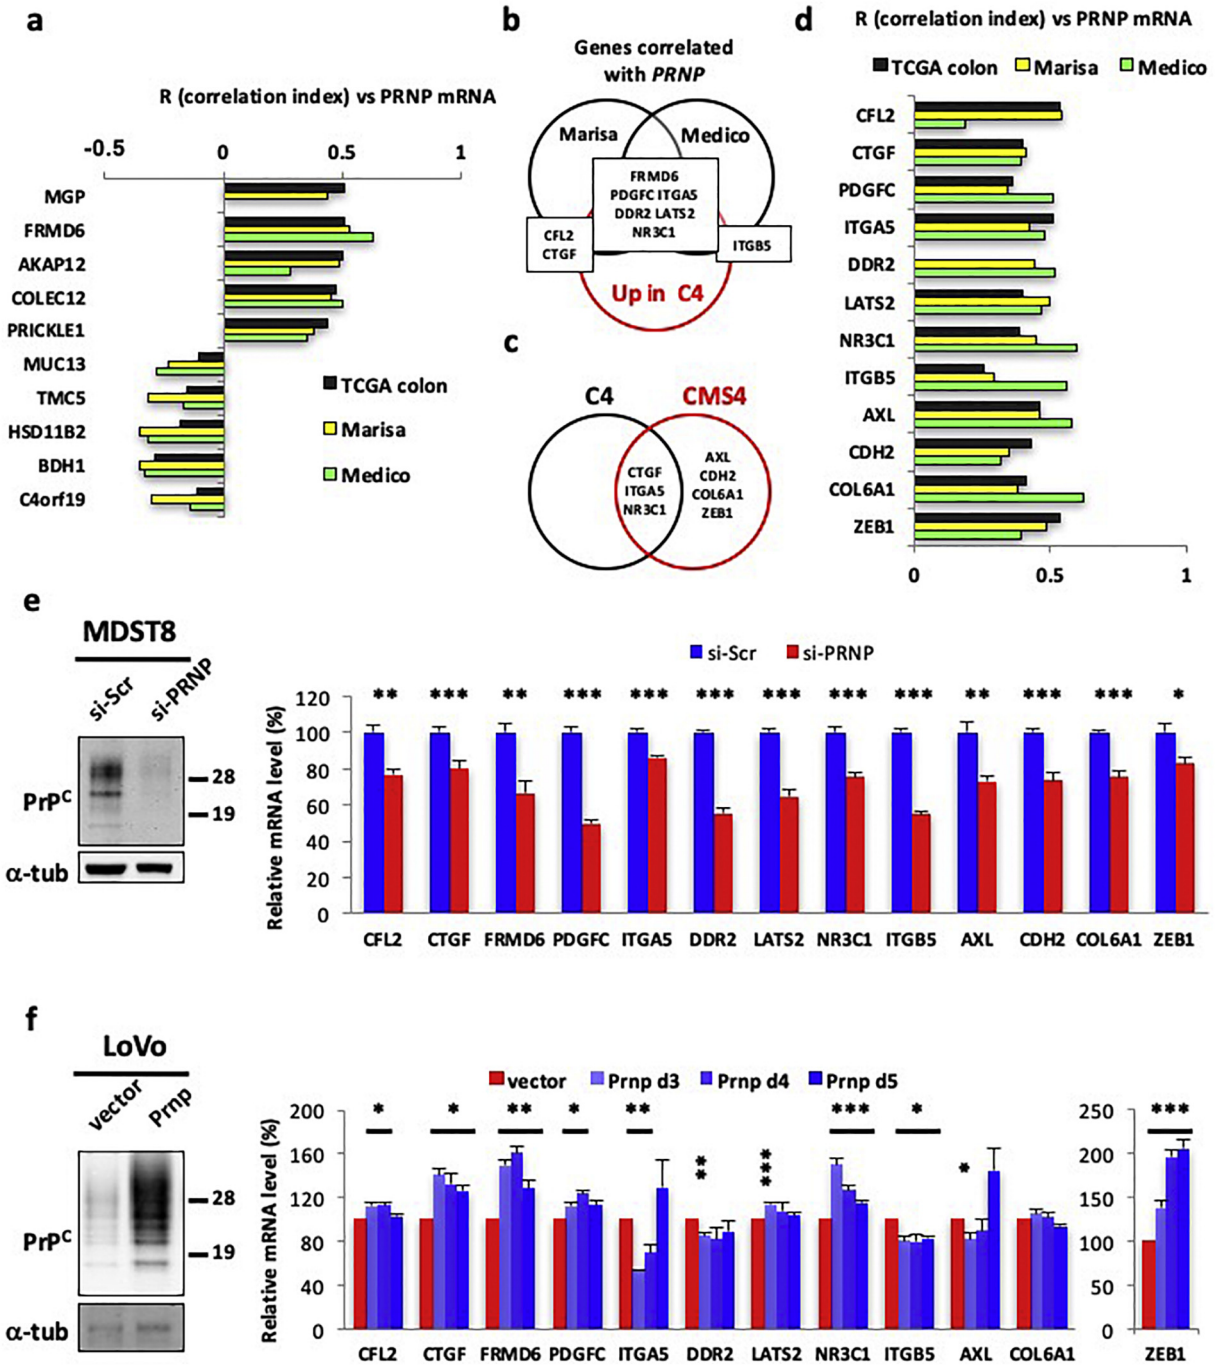 a
R (correlation index) vs PRNP mRNA
-0.5 0 0.5 1
MGP
FRMD6
AKAP12
COLEC12
PRICKLE1
MUC13
TMC5
HSD11B2
BDH1
C4orf19
TCGA colon
Marisa
Medico
b
Genes correlated
with PRNP
Marisa Medico
FRMD6
PDGFC ITGA5
DDR2 LATS2
NR3C1
CFL2
CTGF
ITGB5
Up in C4
c
C4 CMS4
CTGF
ITGA5
NR3C1
AXL
CDH2
COL6A1
ZEB1
d
R (correlation index) vs PRNP mRNA
TCGA colon Marisa Medico
CFL2
CTGF
PDGFC
ITGA5
DDR2
LATS2
NR3C1
ITGB5
AXL
CDH2
COL6A1
ZEB1
0 0.5 1
e
MDST8
si-Scr si-PRNP
PrPC
28
19
α-tub
si-Scr si-PRNP
Relative mRNA level (%)
120
100
80
60
40
20
0
** *** ** *** *** *** *** *** *** ** *** *** *
CFL2 CTGF FRMD6 PDGFC ITGA5 DDR2 LATS2 NR3C1 ITGB5 AXL CDH2 COL6A1 ZEB1
f
LoVo
vector Prnp
PrPC
28
19
α-tub
vector Prnp d3 Prnp d4 Prnp d5
Relative mRNA level (%)
200
160
120
80
40
0
* * ** * ** ** *** *** * *
CFL2 CTGF FRMD6 PDGFC ITGA5 DDR2 LATS2 NR3C1 ITGB5 AXL COL6A1
250
200
150
100
50
0
***
ZEB1